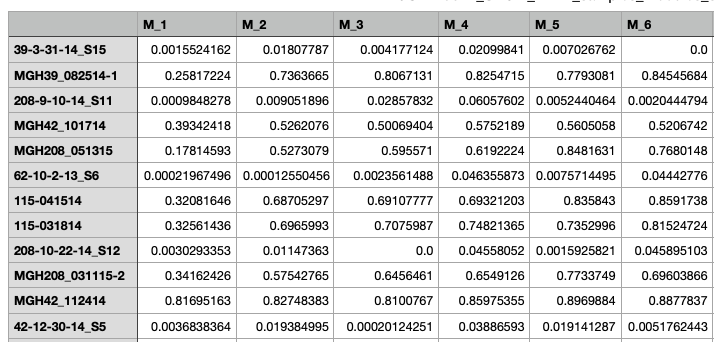 M_1 M_2 M_3 M_4 M_5 M_6
39-3-31-14_S15 0.0015524162 0.01807787 0.004177124 0.02099841 0.007026762 0.0
MGH39_082514-1 0.25817224 0.7363665 0.8067131 0.8254715 0.7793081 0.84545684
208-9-10-14_S11 0.0009848278 0.009051896 0.02857832 0.06057602 0.0052440464 0.0020444794
MGH42_101714 0.39342418 0.5262076 0.50069404 0.5752189 0.5605058 0.5206742
MGH208_051315 0.17814593 0.5273079 0.595571 0.6192224 0.8481631 0.7680148
62-10-2-13_S6 0.00021967496 0.00012550456 0.0023561488 0.046355873 0.0075714495 0.04442776
115-041514 0.32081646 0.68705297 0.69107777 0.69321203 0.835843 0.8591738
115-031814 0.32561436 0.6965993 0.7075987 0.74821365 0.7352996 0.81524724
208-10-22-14_S12 0.0030293353 0.01147363 0.0 0.04558052 0.0015925821 0.045895103
MGH208_031115-2 0.34162426 0.57542765 0.6456461 0.6549126 0.7733749 0.69603866
MGH42_112414 0.81695163 0.82748383 0.8100767 0.85975355 0.8969884 0.8877837
42-12-30-14_S5 0.0036838364 0.019384995 0.00020124251 0.03886593 0.019141287 0.0051762443